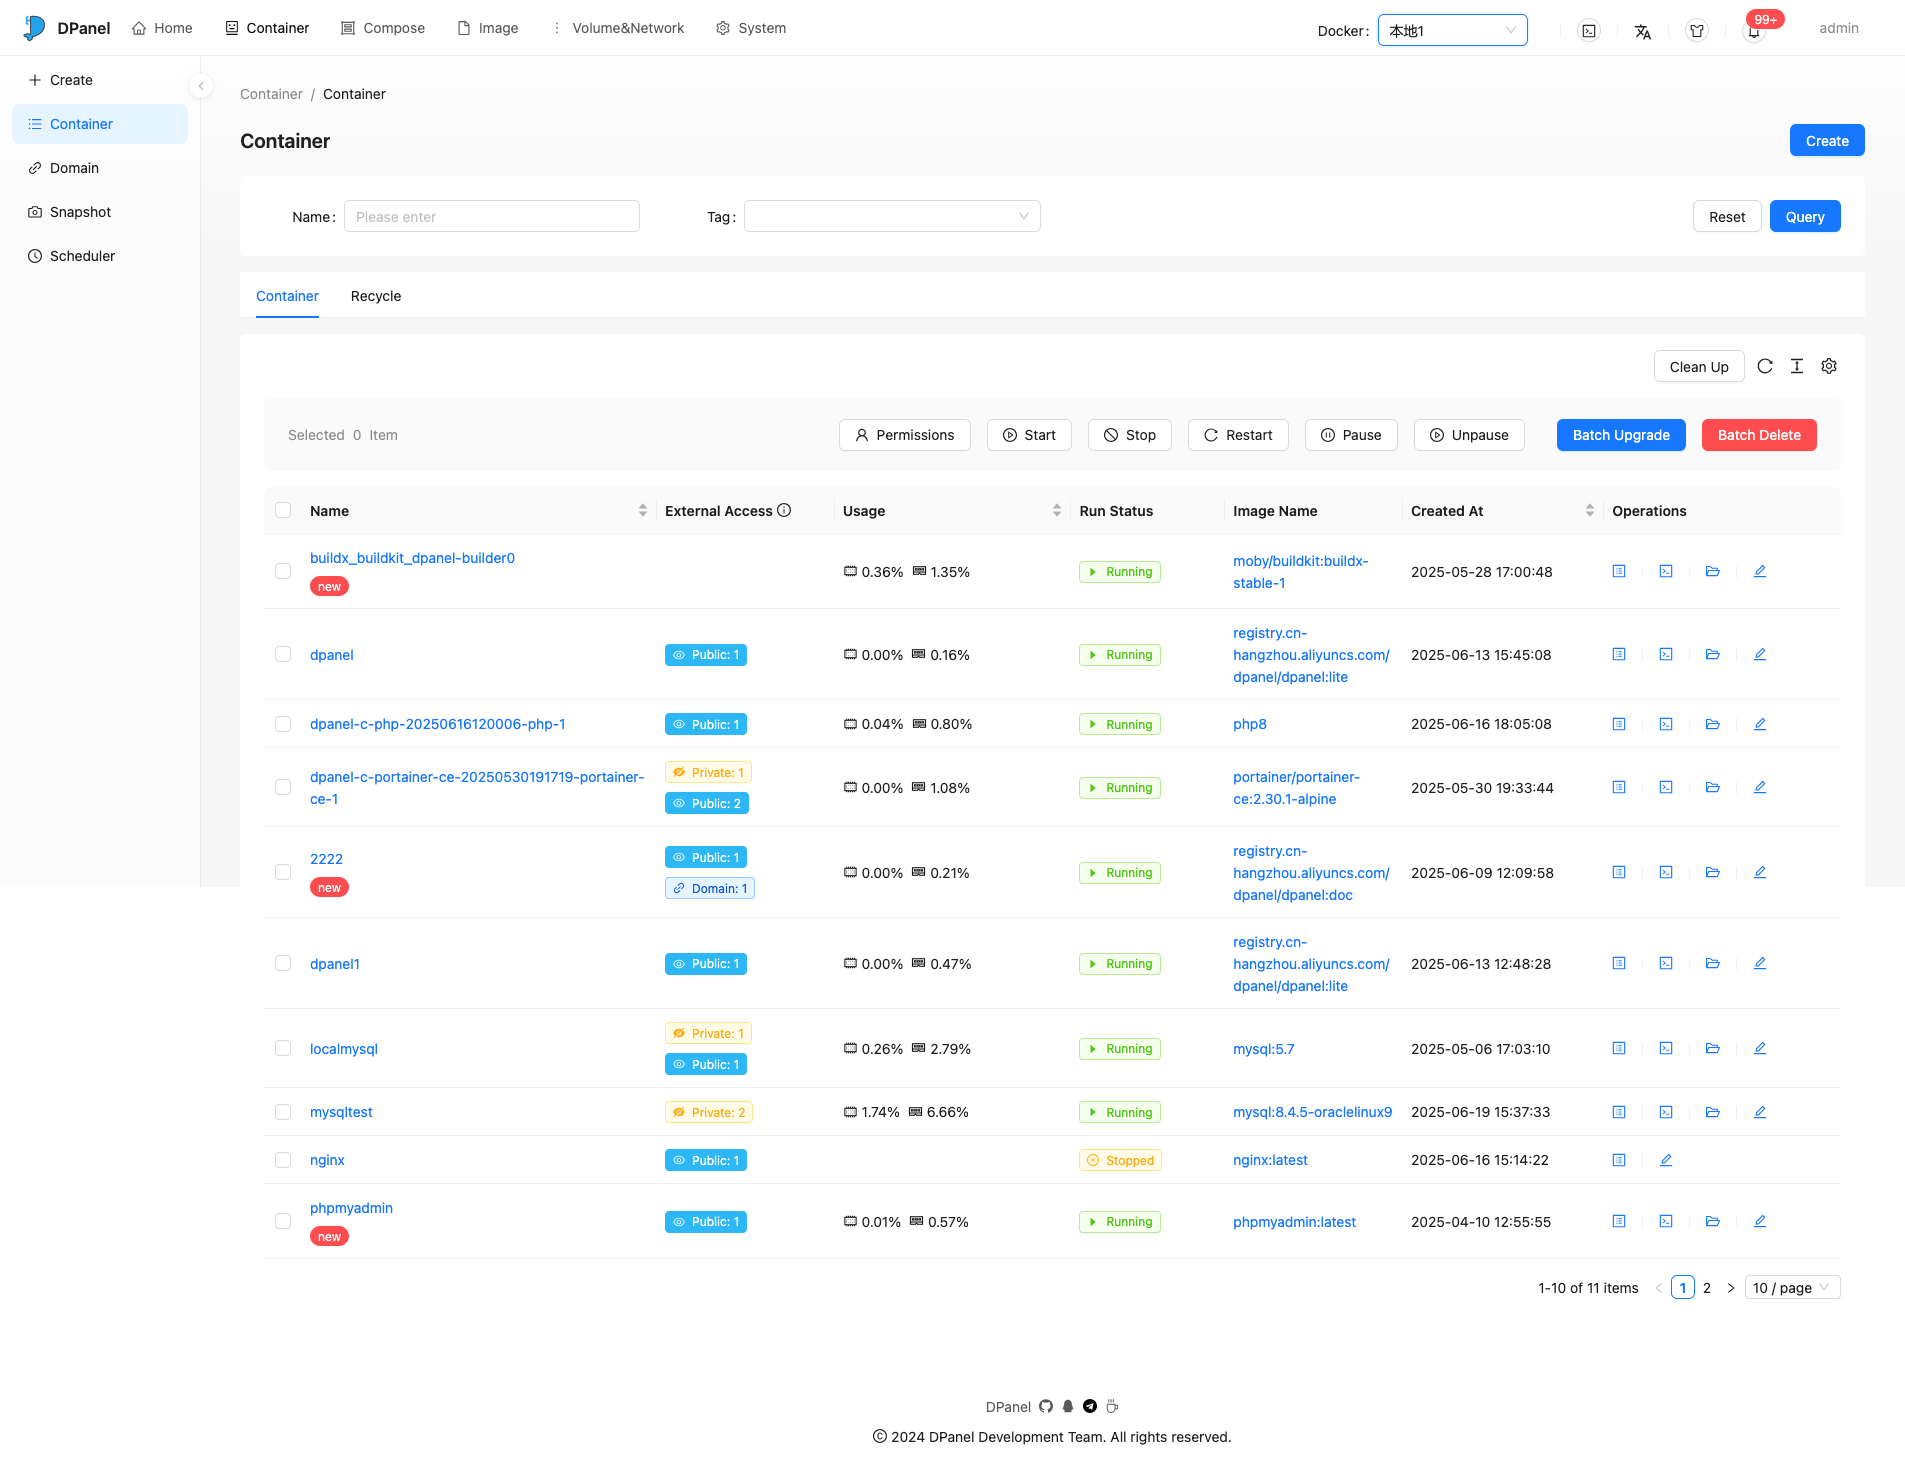 DPanel Home Container Compose Image Volume&Network System Docker : 本地1 99+ admin
Create
Container
Domain
Snapshot
Scheduler
Container / Container
Container Create
Name : Please enter Tag : Reset Query
Container Recycle
Clean Up
Selected 0 Item Permissions Start Stop Restart Pause Unpause Batch Upgrade Batch Delete
Name External Access Usage Run Status Image Name Created At Operations
buildx_buildkit_dpanel-builder0
new
0.36% 1.35% Running
moby/buildkit:buildx-
stable-1
2025-05-28 17:00:48
dpanel Public: 1 0.00% 0.16% Running
registry.cn-
hangzhou.aliyuncs.com/
dpanel/dpanel:lite
2025-06-13 15:45:08
dpanel-c-php-20250616120006-php-1 Public: 1 0.04% 0.80% Running php8 2025-06-16 18:05:08
dpanel-c-portainer-ce-20250530191719-portainer-
ce-1
Private: 1
Public: 2
0.00% 1.08% Running
portainer/portainer-
ce:2.30.1-alpine
2025-05-30 19:33:44
2222
new
Public: 1
Domain: 1
0.00% 0.21% Running
registry.cn-
hangzhou.aliyuncs.com/
dpanel/dpanel:doc
2025-06-09 12:09:58
dpanel1 Public: 1 0.00% 0.47% Running
registry.cn-
hangzhou.aliyuncs.com/
dpanel/dpanel:lite
2025-06-13 12:48:28
localmysql
Private: 1
Public: 1
0.26% 2.79% Running mysql:5.7 2025-05-06 17:03:10
mysqltest Private: 2 1.74% 6.66% Running mysql:8.4.5-oraclelinux9 2025-06-19 15:37:33
nginx Public: 1 Stopped nginx:latest 2025-06-16 15:14:22
phpmyadmin
new
Public: 1 0.01% 0.57% Running phpmyadmin:latest 2025-04-10 12:55:55
1-10 of 11 items < 1 2 > 10 / page
DPanel
© 2024 DPanel Development Team. All rights reserved.